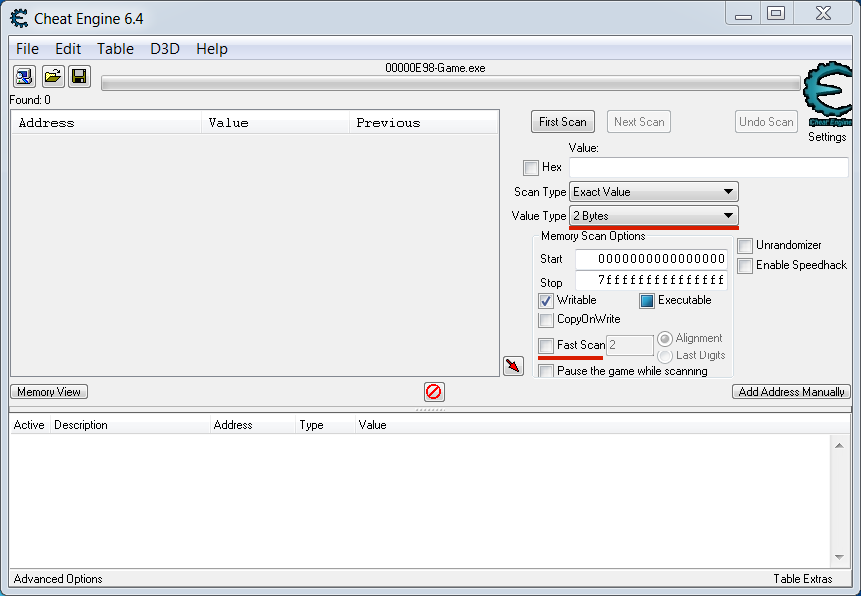 Cheat Engine 6.4
File Edit Table D3D Help
00000E98-Game.exe
Found: 0
Address Value Previous
First Scan Next Scan Undo Scan
Cheat Engine
Settings
Value:
Hex
Scan Type Exact Value
Value Type 2 Bytes
Memory Scan Options
Start 0000000000000000
Stop 7fffffffffffffff
Unrandomizer
Enable Speedhack
Writable Executable
CopyOnWrite
Fast Scan 2 Alignment
Last Digits
Pause the game while scanning
Memory View Add Address Manually
Active Description Address Type Value
Advanced Options Table Extras